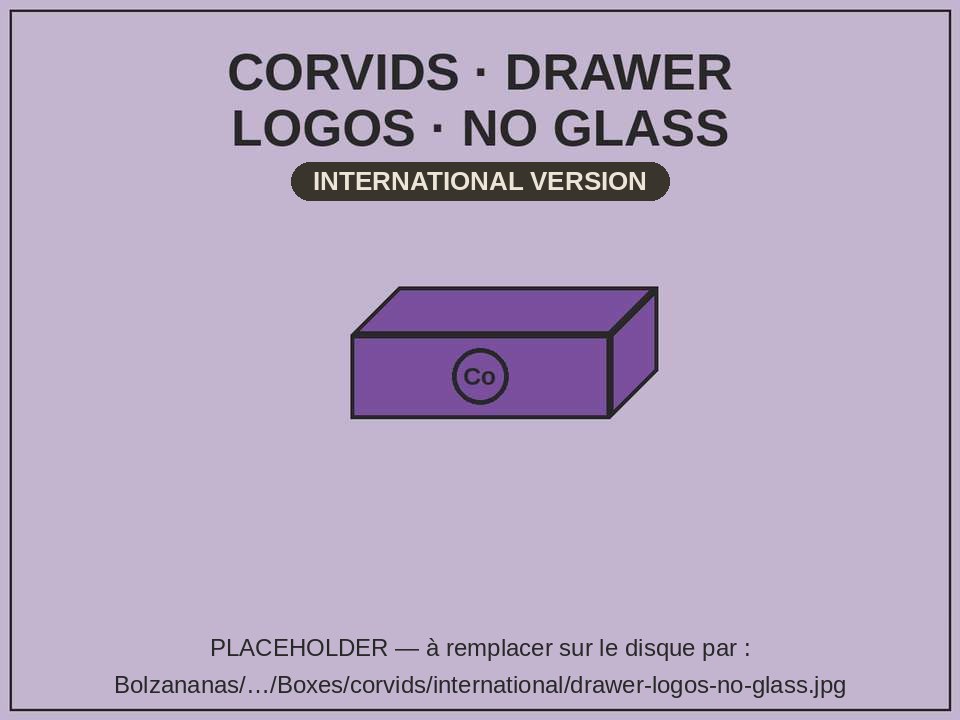 CORVIDS · DRAWER
LOGOS · NO GLASS
INTERNATIONAL VERSION
Co
PLACEHOLDER — à remplacer sur le disque par :
Bolzananas/…/Boxes/corvids/international/drawer-logos-no-glass.jpg